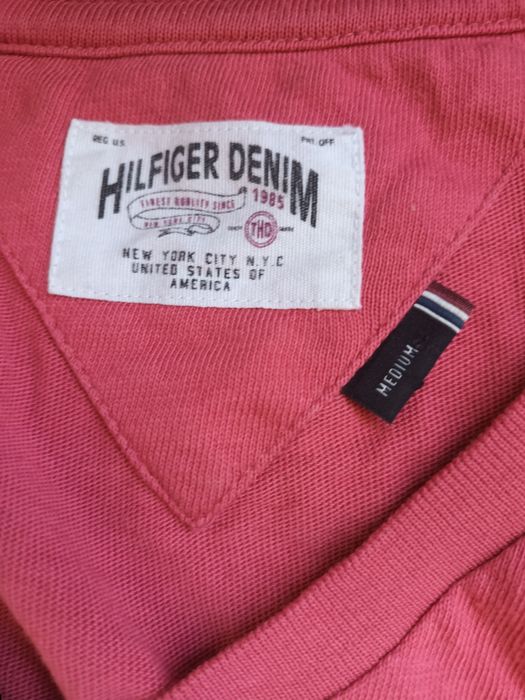 REG U.S. PAT. OFF
HILFIGER DENIM
FINEST QUALITY SINCE 1985
NEW YORK CITY
THD
NEW YORK CITY N.Y.C
UNITED STATES OF
AMERICA
MEDIUM